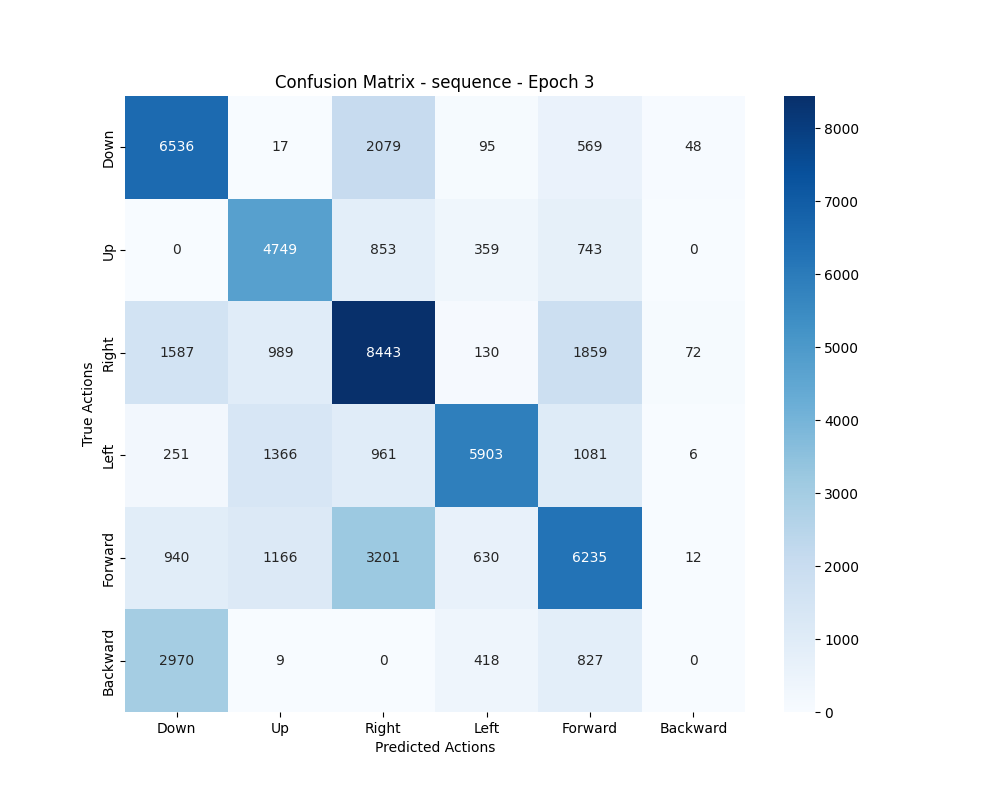 Confusion Matrix - sequence - Epoch 3
True Actions
Down 6536 17 2079 95 569 48
Up 0 4749 853 359 743 0
Right 1587 989 8443 130 1859 72
Left 251 1366 961 5903 1081 6
Forward 940 1166 3201 630 6235 12
Backward 2970 9 0 418 827 0
Down Up Right Left Forward Backward
Predicted Actions
8000
7000
6000
5000
4000
3000
2000
1000
0